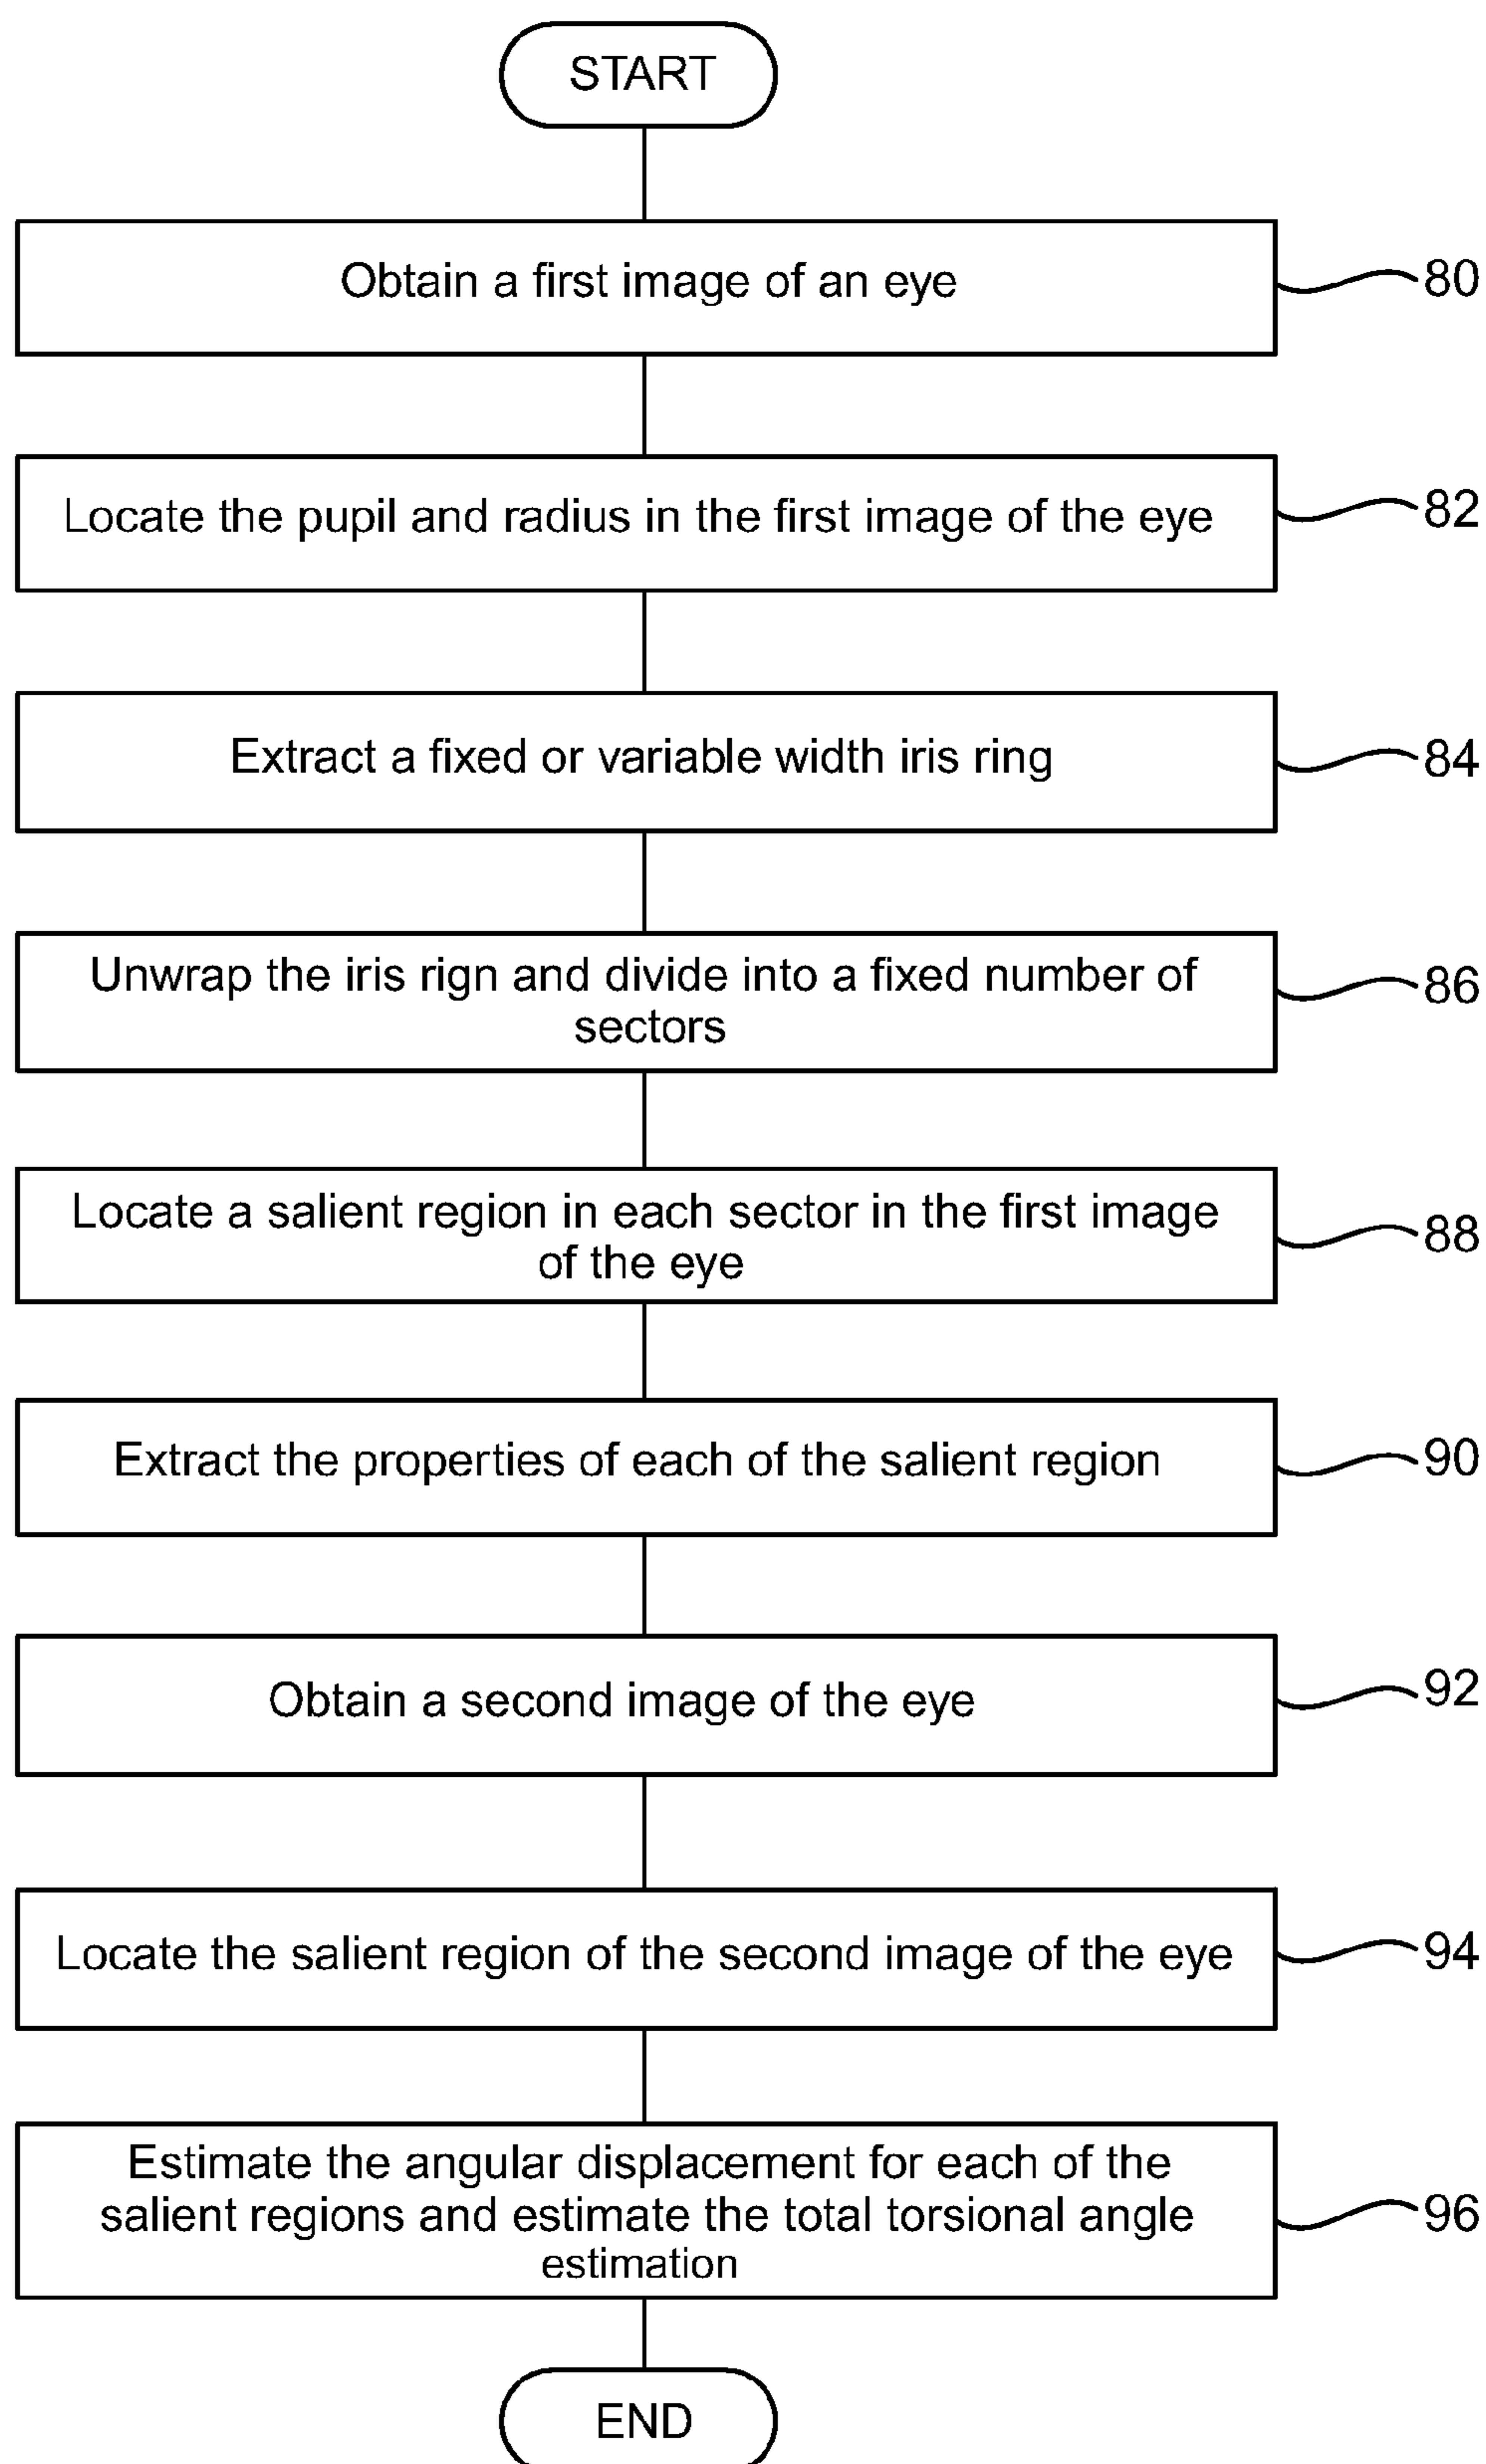 START
Obtain a first image of an eye
80
Locate the pupil and radius in the first image of the eye
82
Extract a fixed or variable width iris ring
84
Unwrap the iris rign and divide into a fixed number of
sectors
86
Locate a salient region in each sector in the first image
of the eye
88
Extract the properties of each of the salient region
90
Obtain a second image of the eye
92
Locate the salient region of the second image of the eye
94
Estimate the angular displacement for each of the
salient regions and estimate the total torsional angle
estimation
96
END